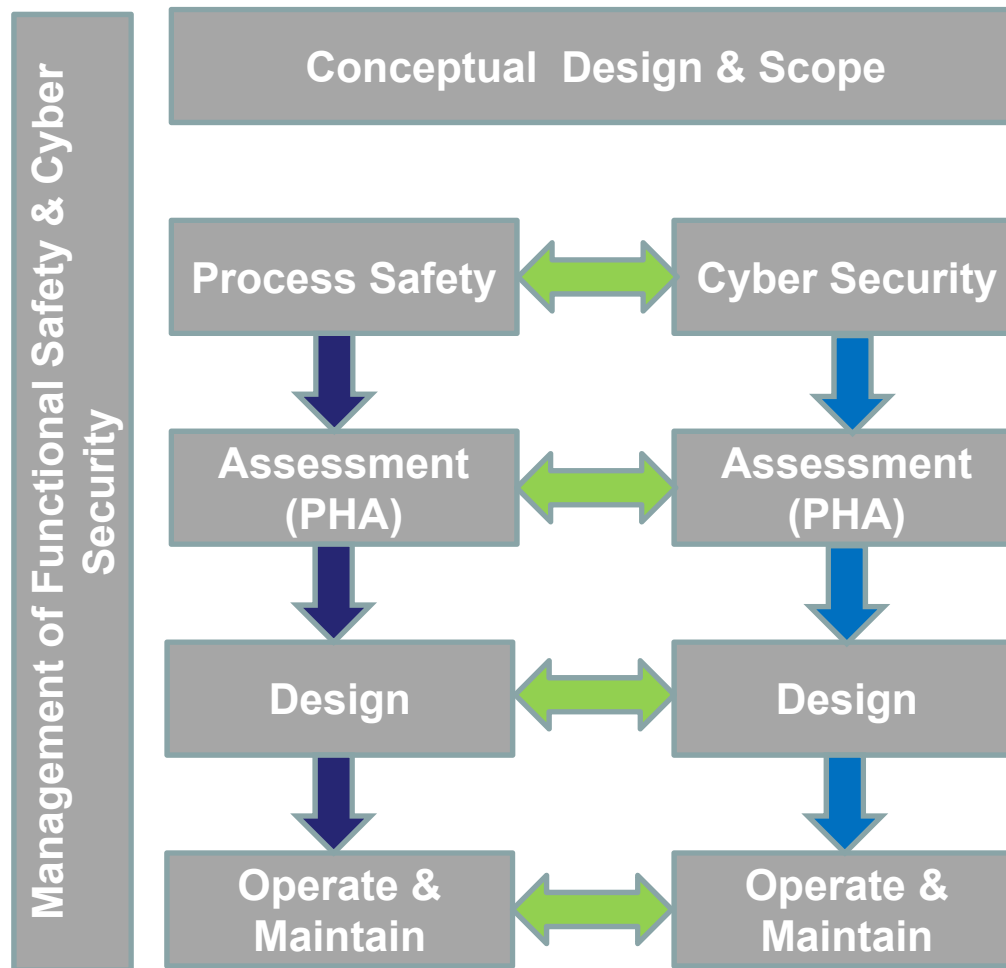 Management of Functional Safety & Cyber
Security
Conceptual  Design & Scope
Process Safety
Cyber Security
Assessment
(PHA)
Assessment
(PHA)
Design
Design
Operate &
Maintain
Operate &
Maintain